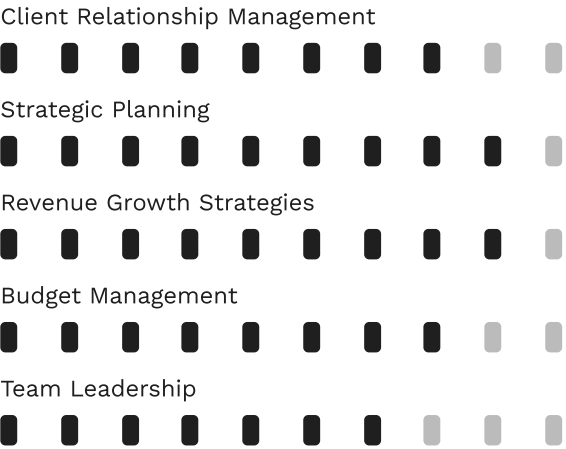 Client Relationship Management
Strategic Planning
Revenue Growth Strategies
Budget Management
Team Leadership